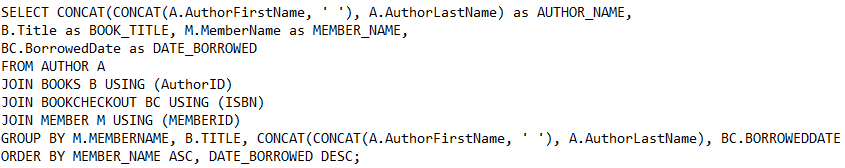 SELECT CONCAT(CONCAT(A.AuthorFirstName, ' '), A.AuthorLastName) as AUTHOR_NAME,
B.Title as BOOK_TITLE, M.MemberName as MEMBER_NAME,
BC.BorrowedDate as DATE_BORROWED
FROM AUTHOR A
JOIN BOOKS B USING (AuthorID)
JOIN BOOKCHECKOUT BC USING (ISBN)
JOIN MEMBER M USING (MEMBERID)
GROUP BY M.MEMBERNAME, B.TITLE, CONCAT(CONCAT(A.AuthorFirstName, ' '), A.AuthorLastName), BC.BORROWEDDATE
ORDER BY MEMBER_NAME ASC, DATE_BORROWED DESC;